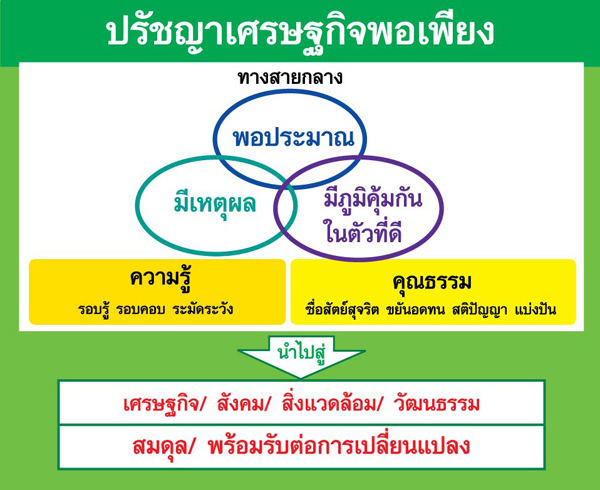 ปรัชญาเศรษฐกิจพอเพียง
ทางสายกลาง
พอประมาณ
มีเหตุผล
มีภูมิคุ้มกัน
ในตัวที่ดี
ความรู้
รอบรู้ รอบคอบ ระมัดระวัง
คุณธรรม
ซื่อสัตย์สุจริต ขยันอดทน สติปัญญา แบ่งปัน
นำไปสู่
เศรษฐกิจ/ สังคม/ สิ่งแวดล้อม/ วัฒนธรรม
สมดุล/ พร้อมรับต่อการเปลี่ยนแปลง